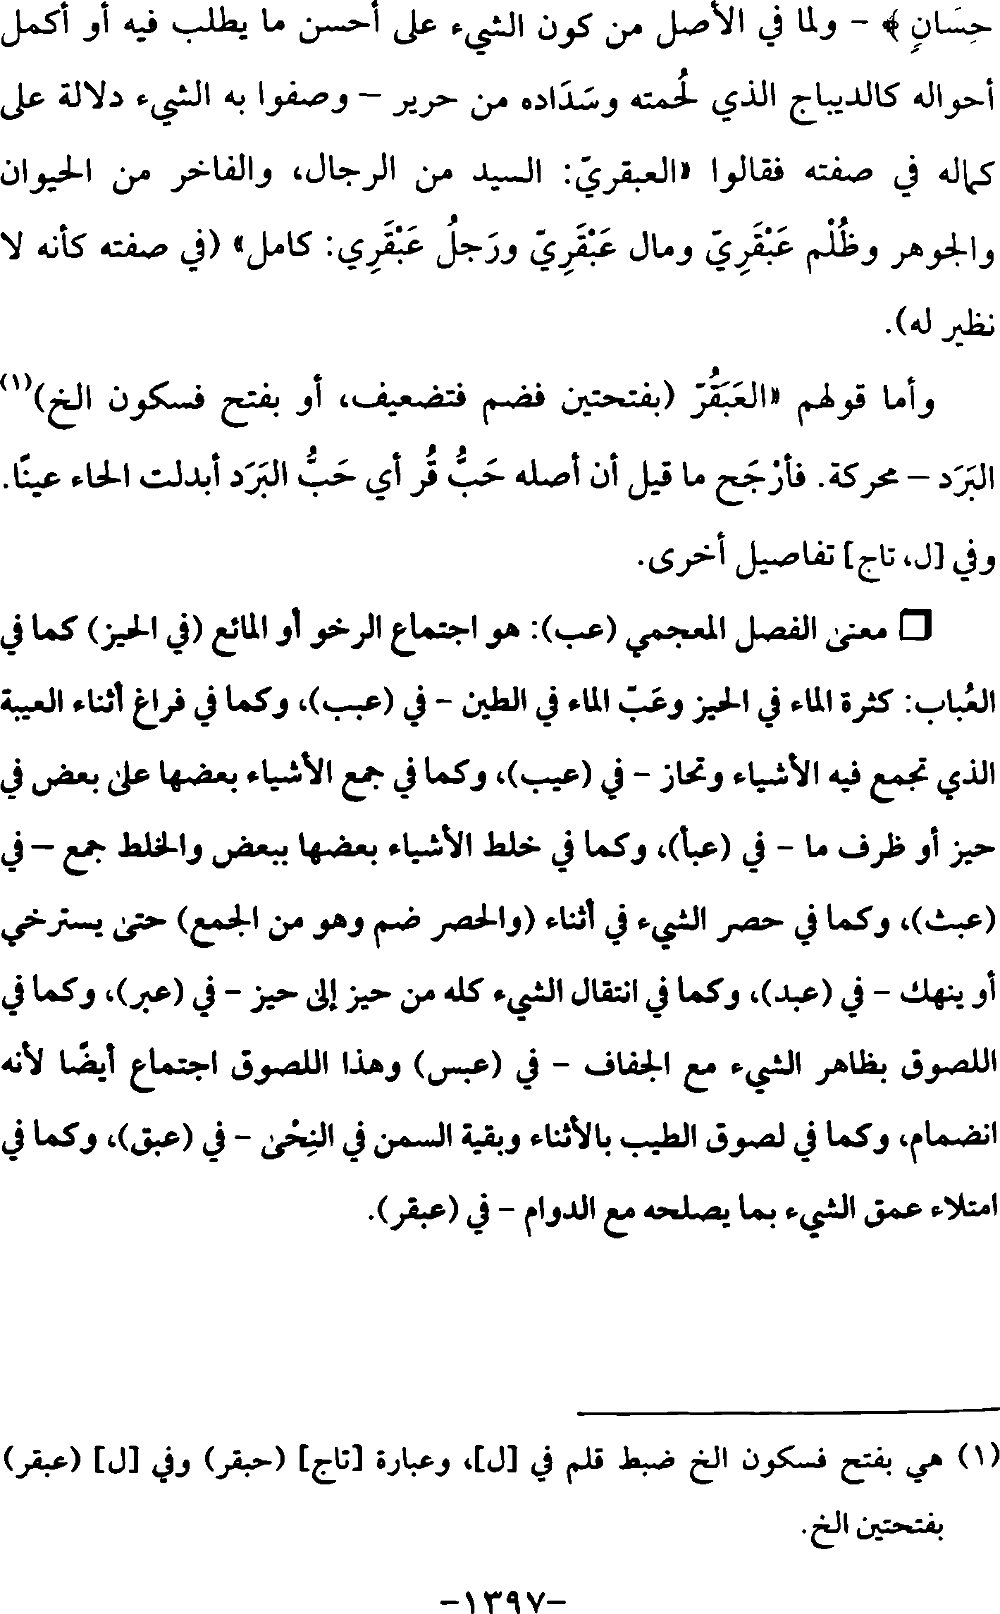 حِسَانٍ ﴾ – ولما في الأصل من كون الشيء على أحسن ما يطلب فيه أو أكمل
أحواله كالديباج الذي لُحمته وسَدَاده من حرير – وصفوا به الشيء دلالة على
كماله في صفته فقالوا «العبقريّ: السيد من الرجال، والفاخر من الحيوان
والجوهر وظُلْم عَبْقَرِيّ ومال عَبْقَرِيّ ورَجلُ عَبْقَرِي: كامل» (في صفته كأنه لا
نظير له).
وأما قولهم «العَبَقُرّ (بفتحتين فضم فتضعيف، أو بفتح فسكون الخ)(١)
البَرَد – محركة. فأرْجَح ما قيل أن أصله حَبُّ قُر أي حَبُّ البَرَد أبدلت الحاء عينًا.
وفي [ل، تاج] تفاصيل أخرى.
❒ معنى الفصل المعجمي (عب): هو اجتماع الرخو أو المائع (في الحيز) كما في
العُباب: كثرة الماء في الحيز وعَبّ الماء في الطين – في (عبب)، وكما في فراغ أثناء العيبة
الذي تجمع فيه الأشياء وتحاز – في (عيب)، وكما في جمع الأشياء بعضها على بعض في
حيز أو ظرف ما – في (عبأ)، وكما في خلط الأشياء بعضها ببعض والخلط جمع – في
(عبث)، وكما في حصر الشيء في أثناء (والحصر ضم وهو من الجمع) حتى يسترخي
أو ينهك – في (عبد)، وكما في انتقال الشيء كله من حيز إلى حيز – في (عبر)، وكما في
اللصوق بظاهر الشيء مع الجفاف – في (عبس) وهذا اللصوق اجتماع أيضًا لأنه
انضمام، وكما في لصوق الطيب بالأثناء وبقية السمن في النِحْى – في (عبق)، وكما في
امتلاء عمق الشيء بما يصلحه مع الدوام – في (عبقر).
(١) هي بفتح فسكون الخ ضبط قلم في [ل]، وعبارة [تاج] (حبقر) وفي [ل] (عبقر)
بفتحتين الخ.
–١٣٩٧–